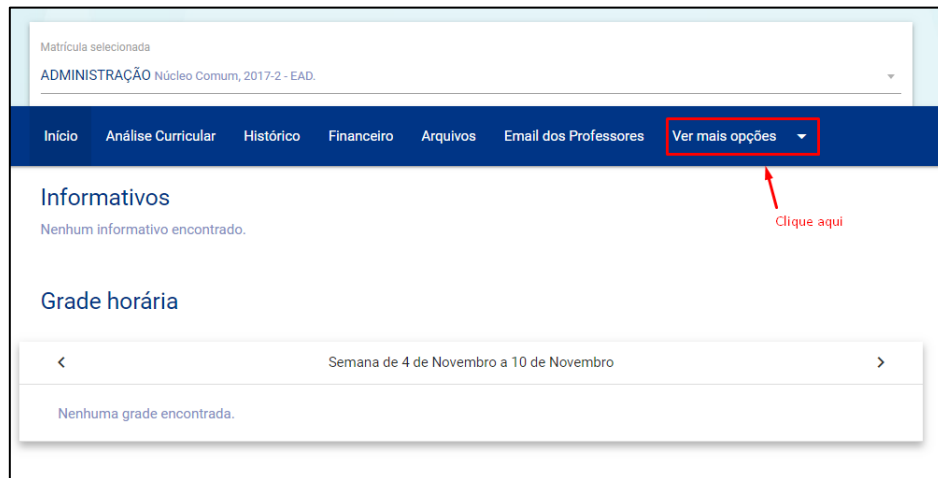 Matrícula selecionada
ADMINISTRAÇÃO Núcleo Comum, 2017-2 - EAD.
Início Análise Curricular Histórico Financeiro Arquivos Email dos Professores Ver mais opções
Informativos
Nenhum informativo encontrado.
Clique aqui
Grade horária
Semana de 4 de Novembro a 10 de Novembro
Nenhuma grade encontrada.